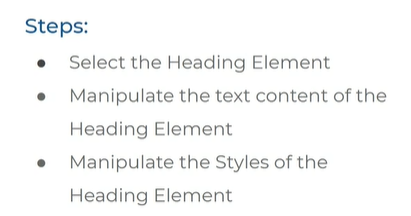 Steps:
● Select the Heading Element
● Manipulate the text content of the
Heading Element
● Manipulate the Styles of the
Heading Element